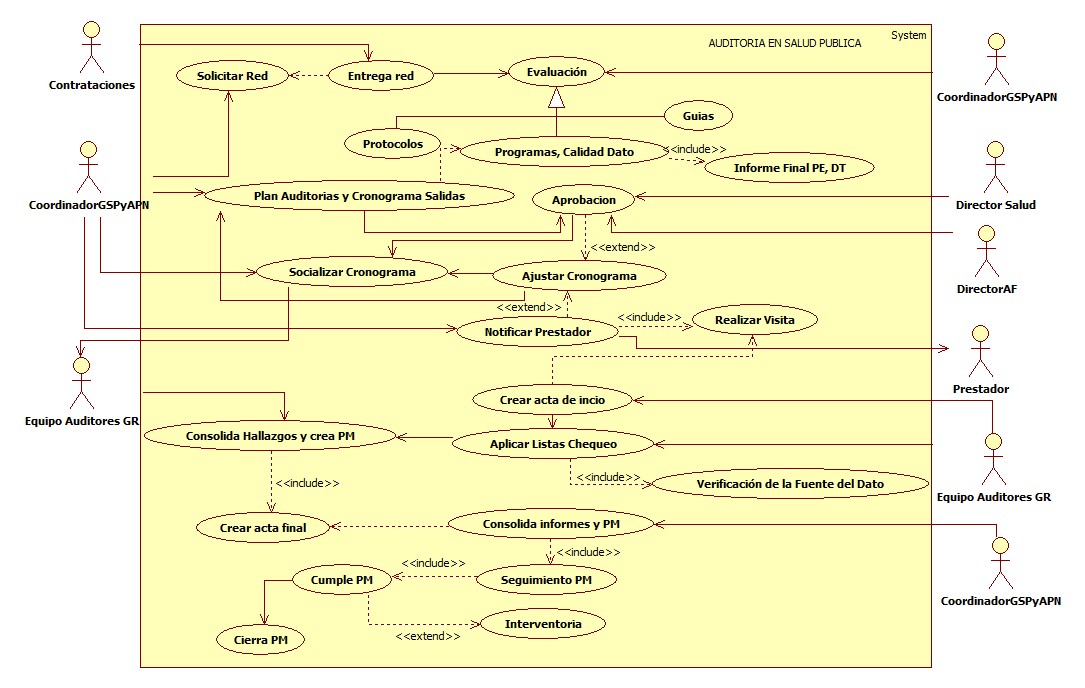 System
AUDITORIA EN SALUD PUBLICA
Contrataciones
Solicitar Red
Entrega red
Evaluación
CoordinadorGSPyAPN
Guias
Protocolos
Programas, Calidad Dato
<<include>>
Informe Final PE, DT
CoordinadorGSPyAPN
Plan Auditorias y Cronograma Salidas
Aprobacion
Director Salud
<<extend>>
Socializar Cronograma
Ajustar Cronograma
DirectorAF
<<extend>>
<<include>>
Notificar Prestador
Realizar Visita
Prestador
Equipo Auditores GR
Crear acta de incio
Consolida Hallazgos y crea PM
Aplicar Listas Chequeo
<<include>>
<<include>>
Verificación de la Fuente del Dato
Equipo Auditores GR
Crear acta final
Consolida informes y PM
<<include>>
<<include>>
Cumple PM
Seguimiento PM
CoordinadorGSPyAPN
Interventoria
<<extend>>
Cierra PM